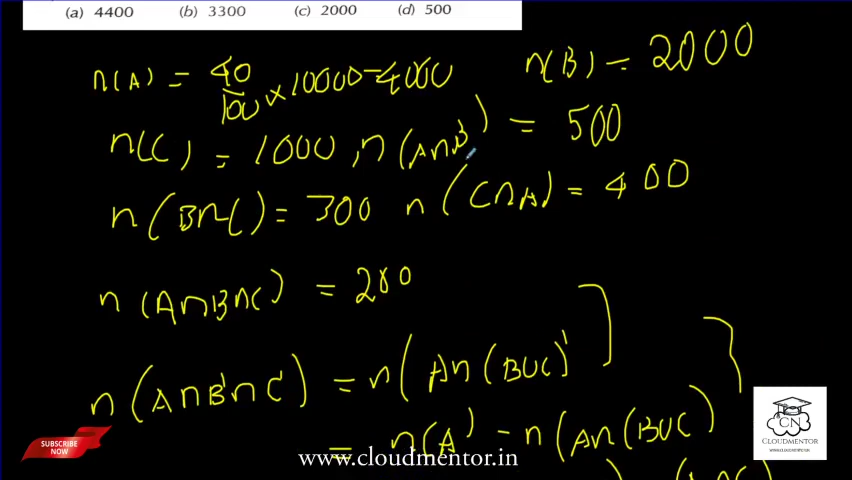 (a) 4400 (b) 3300 (c) 2000 (d) 500
n(A) = 40/100 × 10000 = 4000 n(B) = 2000
n(C) = 1000, n(A∩B) = 500
n(B∩C) = 300 n(C∩A) = 400
n(A∩B∩C) = 200
n(A∩B'∩C') = n(A∩(B∪C)'
= n(A) - n(A∩(B∪C)
SUBSCRIBE
NOW
CN
CLOUDMENTOR
www.cloudmentor.in